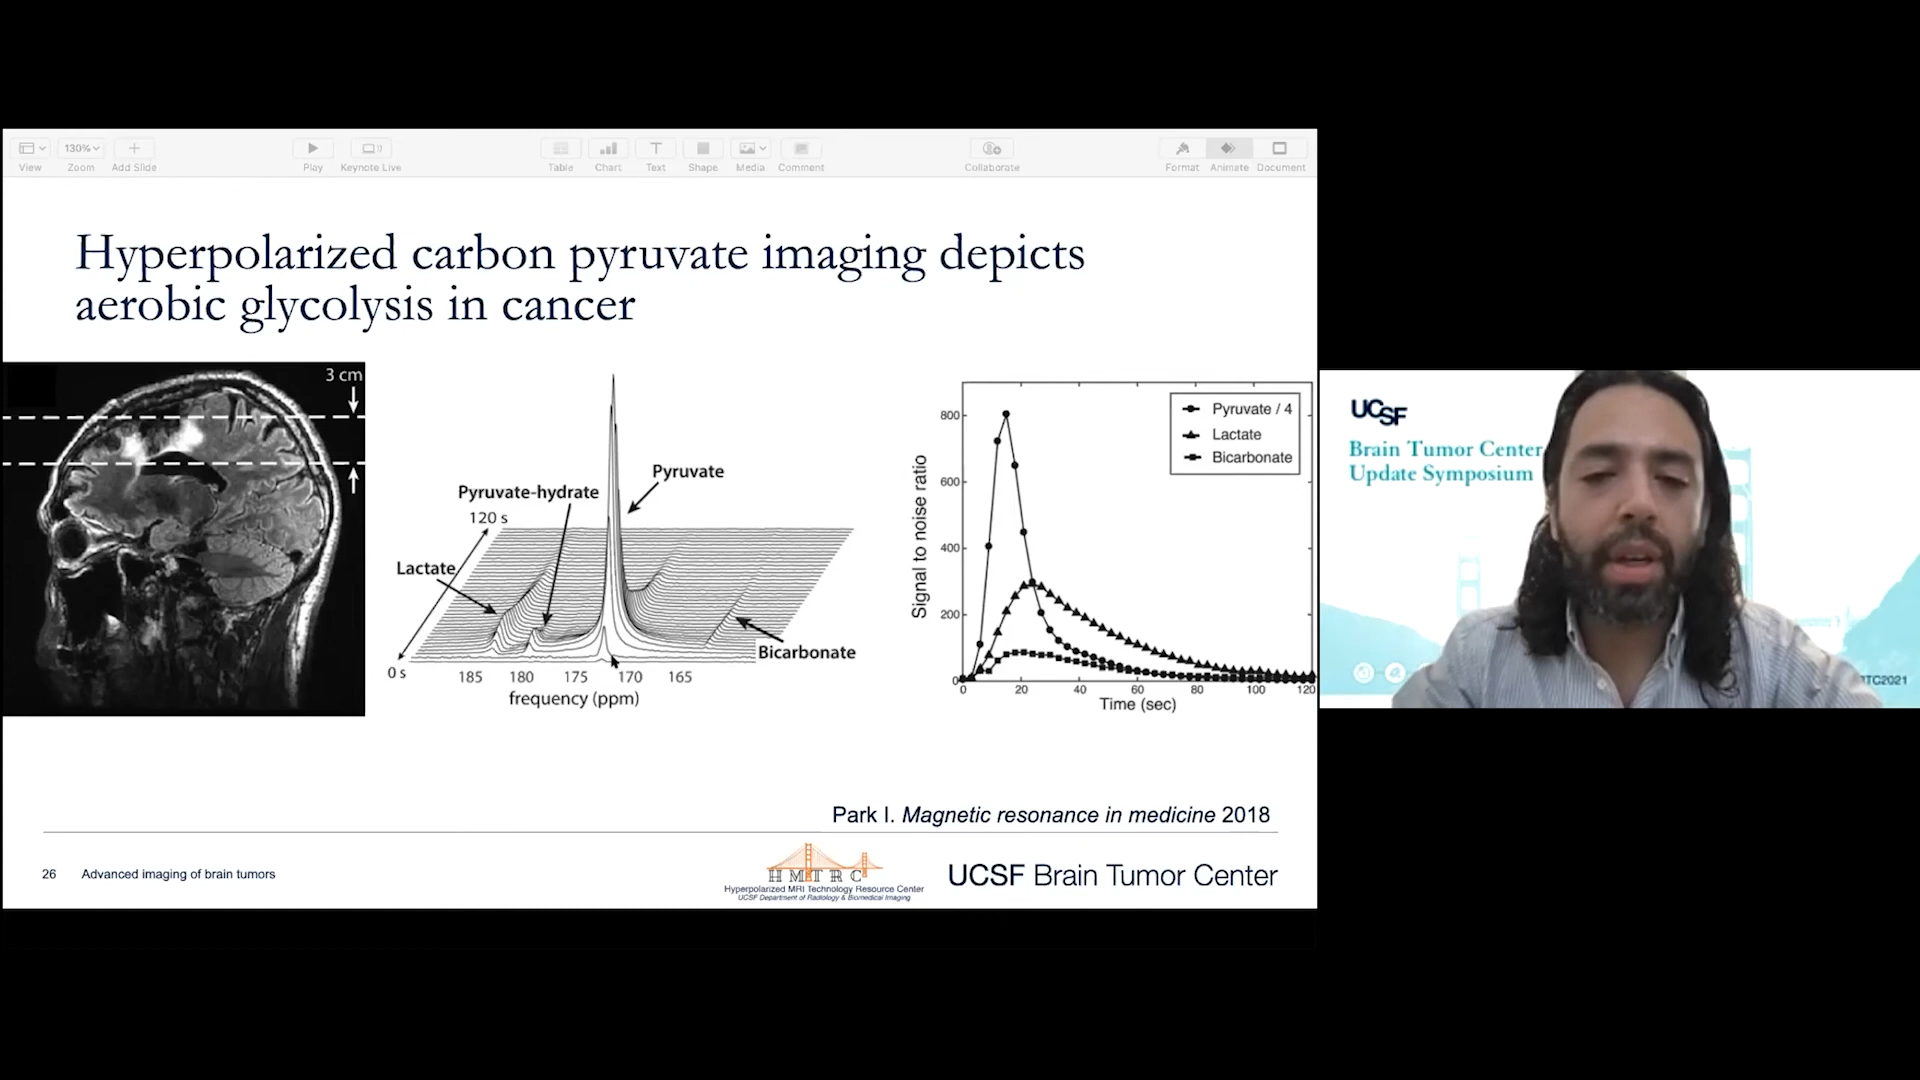 130%
View
Zoom
Add Slide
Play
Keynote Live
Table
Chart
Text
Shape
Media
Comment
Collaborate
Format
Animate
Document
Hyperpolarized carbon pyruvate imaging depicts
aerobic glycolysis in cancer
3 cm
Pyruvate
Pyruvate-hydrate
120 s
Lactate
Bicarbonate
0 s
185 180 175 170 165
frequency (ppm)
Signal to noise ratio
800
600
400
200
0
Pyruvate / 4
Lactate
Bicarbonate
0 20 40 60 80 100 120
Time (sec)
Park I. Magnetic resonance in medicine 2018
26 Advanced imaging of brain tumors
HMTRC
Hyperpolarized MRI Technology Resource Center
UCSF Department of Radiology & Biomedical Imaging
UCSF Brain Tumor Center
UCSF
Brain Tumor Center
Update Symposium
TC2021